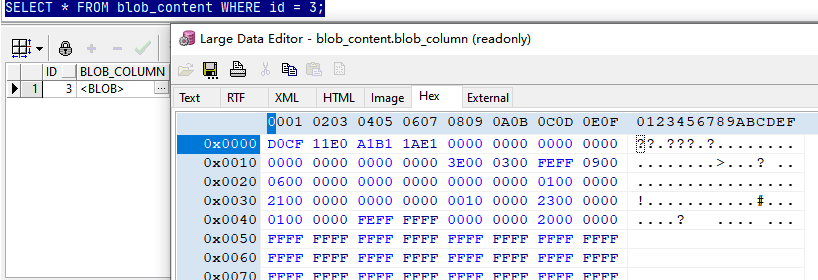 SELECT * FROM blob_content WHERE id = 3;
Large Data Editor - blob_content.blob_column (readonly)
ID BLOB_COLUMN
1 3 <BLOB> ...
Text RTF XML HTML Image Hex External
0001 0203 0405 0607 0809 0A0B 0C0D 0E0F 0123456789ABCDEF
0x0000 D0CF 11E0 A1B1 1AE1 0000 0000 0000 0000 ??.???.?........
0x0010 0000 0000 0000 0000 3E00 0300 FEFF 0900 ........>...? ..
0x0020 0600 0000 0000 0000 0000 0000 0100 0000 ................
0x0030 2100 0000 0000 0000 0010 0000 2300 0000 !...........#...
0x0040 0100 0000 FEFF FFFF 0000 0000 2000 0000 ....? .... ...
0x0050 FFFF FFFF FFFF FFFF FFFF FFFF FFFF FFFF
0x0060 FFFF FFFF FFFF FFFF FFFF FFFF FFFF FFFF
0x0070 FFFF FFFF FFFF FFFF FFFF FFFF FFFF FFFF